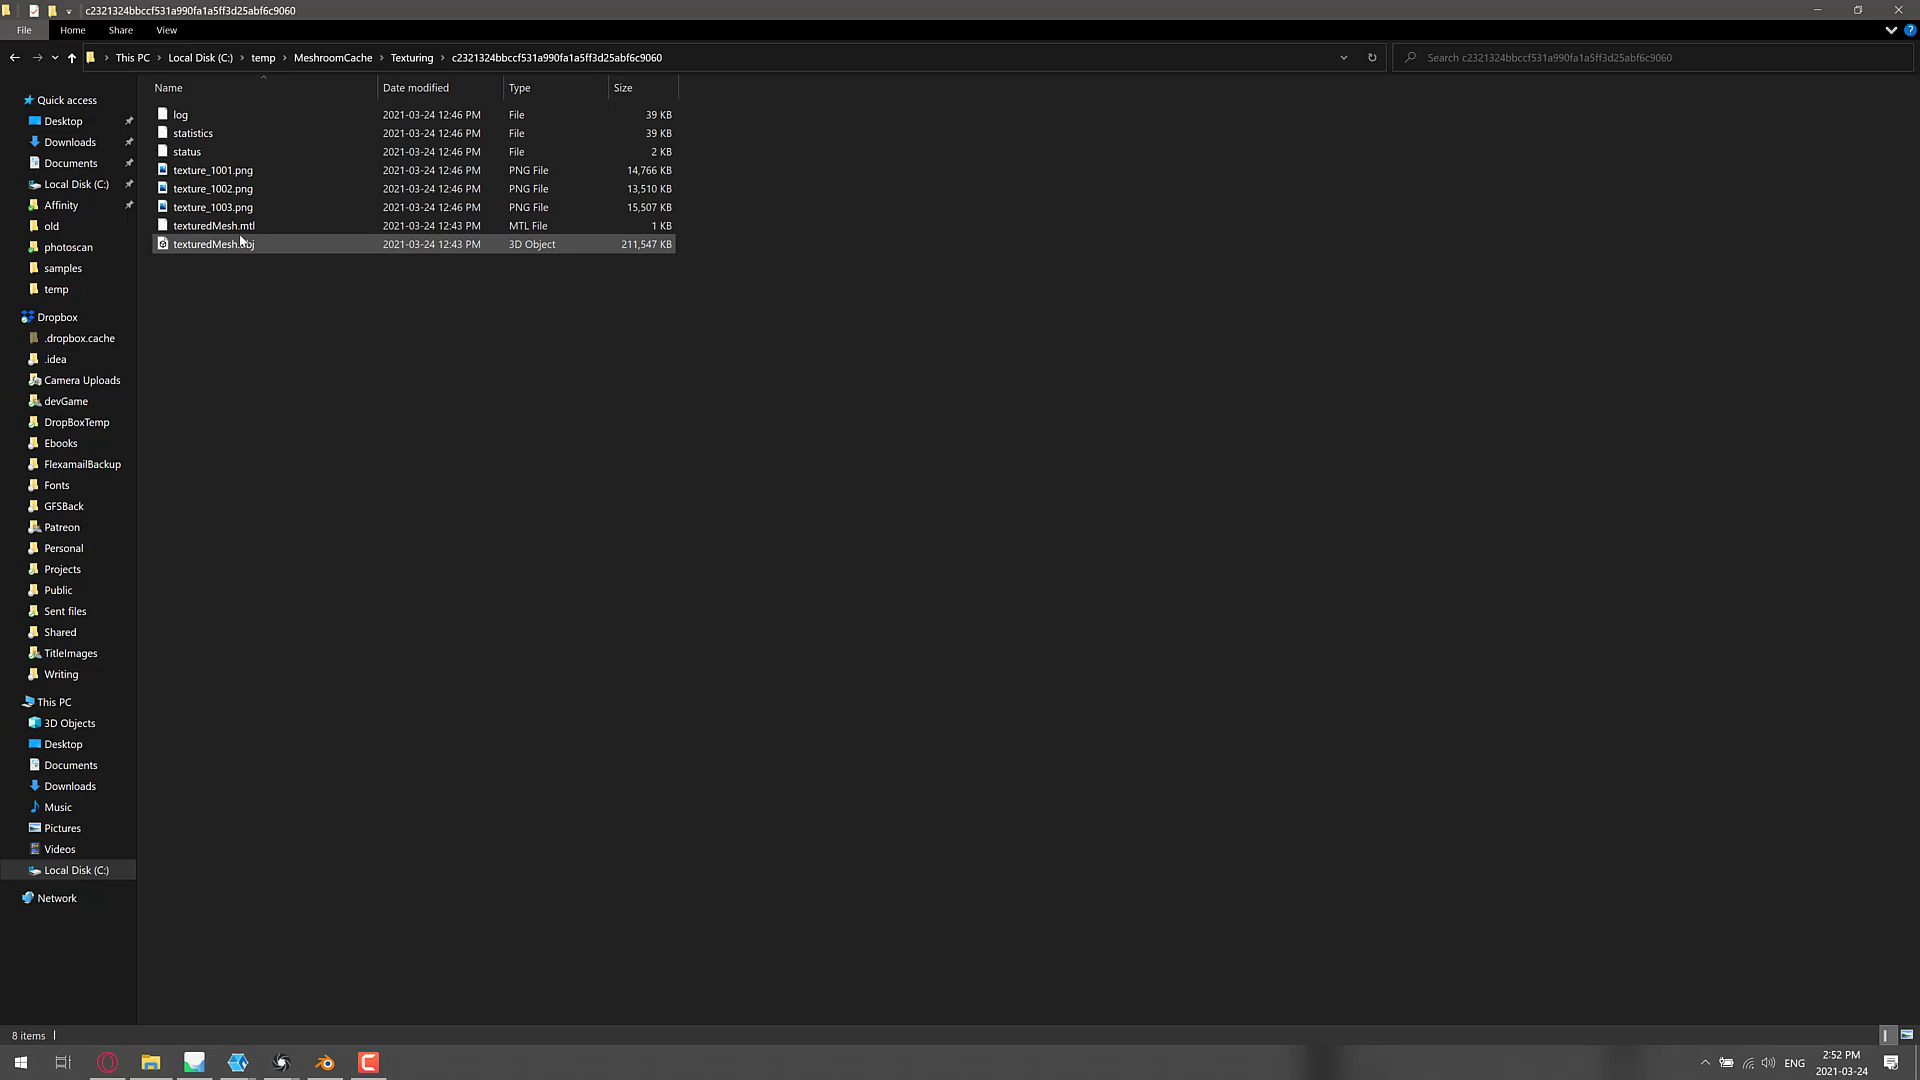 c2321324bbccf531a990fa1a5ff3d25abf6c9060
File Home Share View
This PC Local Disk (C:) temp MeshroomCache Texturing c2321324bbccf531a990fa1a5ff3d25abf6c9060 Search c2321324bbccf531a990fa1a5ff3d25abf6c9060
Name Date modified Type Size
log 2021-03-24 12:46 PM File 39 KB
statistics 2021-03-24 12:46 PM File 39 KB
status 2021-03-24 12:46 PM File 2 KB
texture_1001.png 2021-03-24 12:46 PM PNG File 14,766 KB
texture_1002.png 2021-03-24 12:46 PM PNG File 13,510 KB
texture_1003.png 2021-03-24 12:46 PM PNG File 15,507 KB
texturedMesh.mtl 2021-03-24 12:43 PM MTL File 1 KB
texturedMesh.obj 2021-03-24 12:43 PM 3D Object 211,547 KB
Quick access
Desktop
Downloads
Documents
Local Disk (C:)
Affinity
old
photoscan
samples
temp
Dropbox
.dropbox.cache
.idea
Camera Uploads
devGame
DropBoxTemp
Ebooks
FlexamailBackup
Fonts
GFSBack
Patreon
Personal
Projects
Public
Sent files
Shared
TitleImages
Writing
This PC
3D Objects
Desktop
Documents
Downloads
Music
Pictures
Videos
Local Disk (C:)
Network
8 items
ENG
2:52 PM
2021-03-24